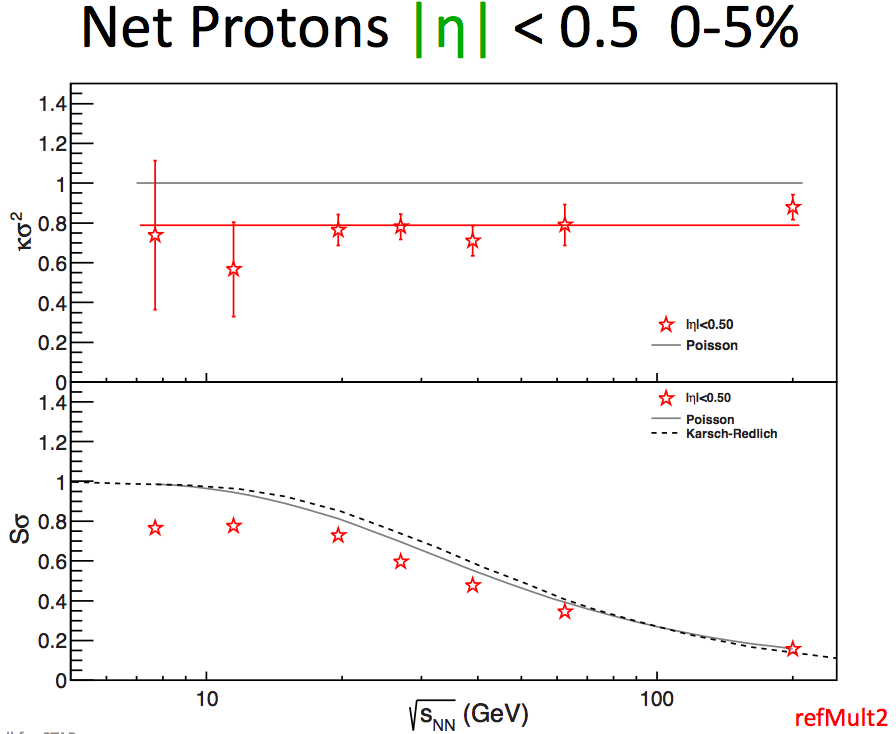 Net Protons |η| < 0.5 0-5%
1.4
1.2
1
0.8
0.6
0.4
0.2
0
κσ²
|η|<0.50
Poisson
1.4
1.2
1
0.8
0.6
0.4
0.2
0
Sσ
|η|<0.50
Poisson
Karsch-Redlich
10
100
√sNN (GeV)
refMult2